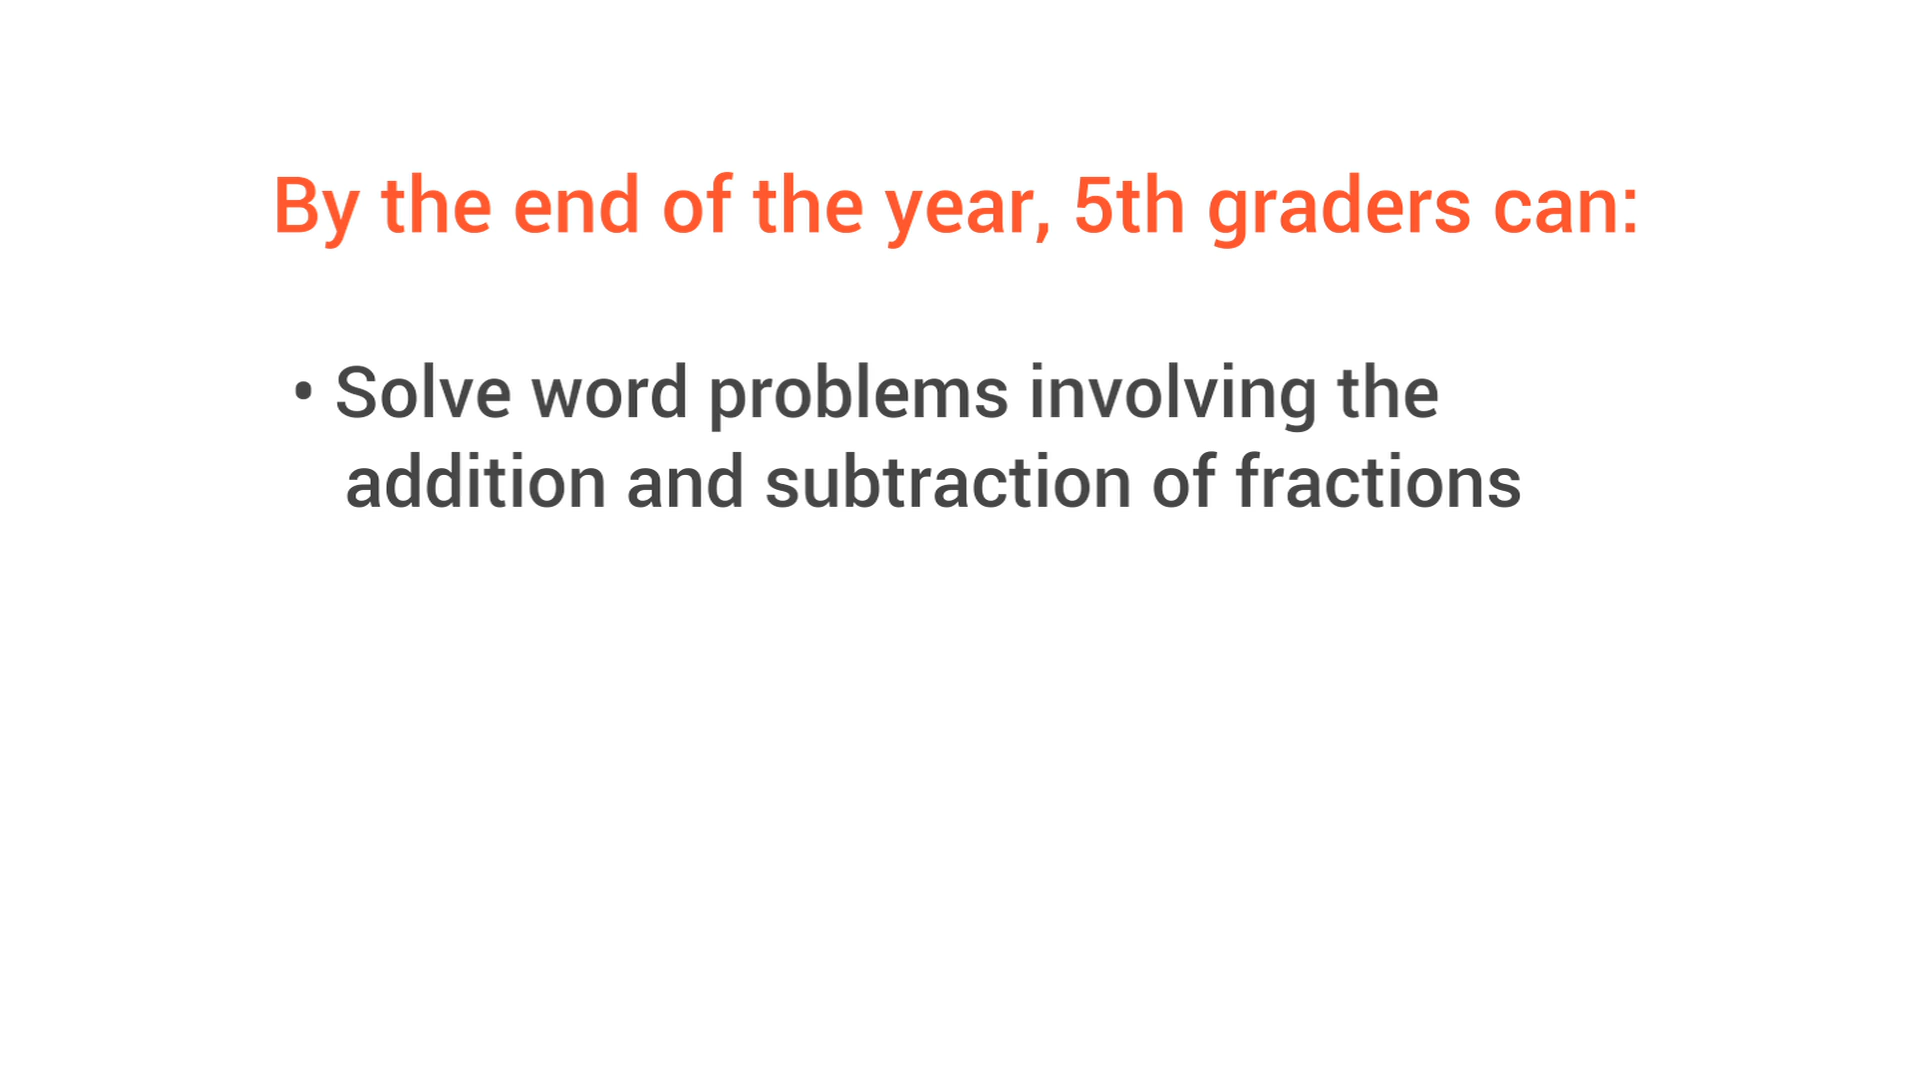 By the end of the year, 5th graders can:
• Solve word problems involving the
addition and subtraction of fractions